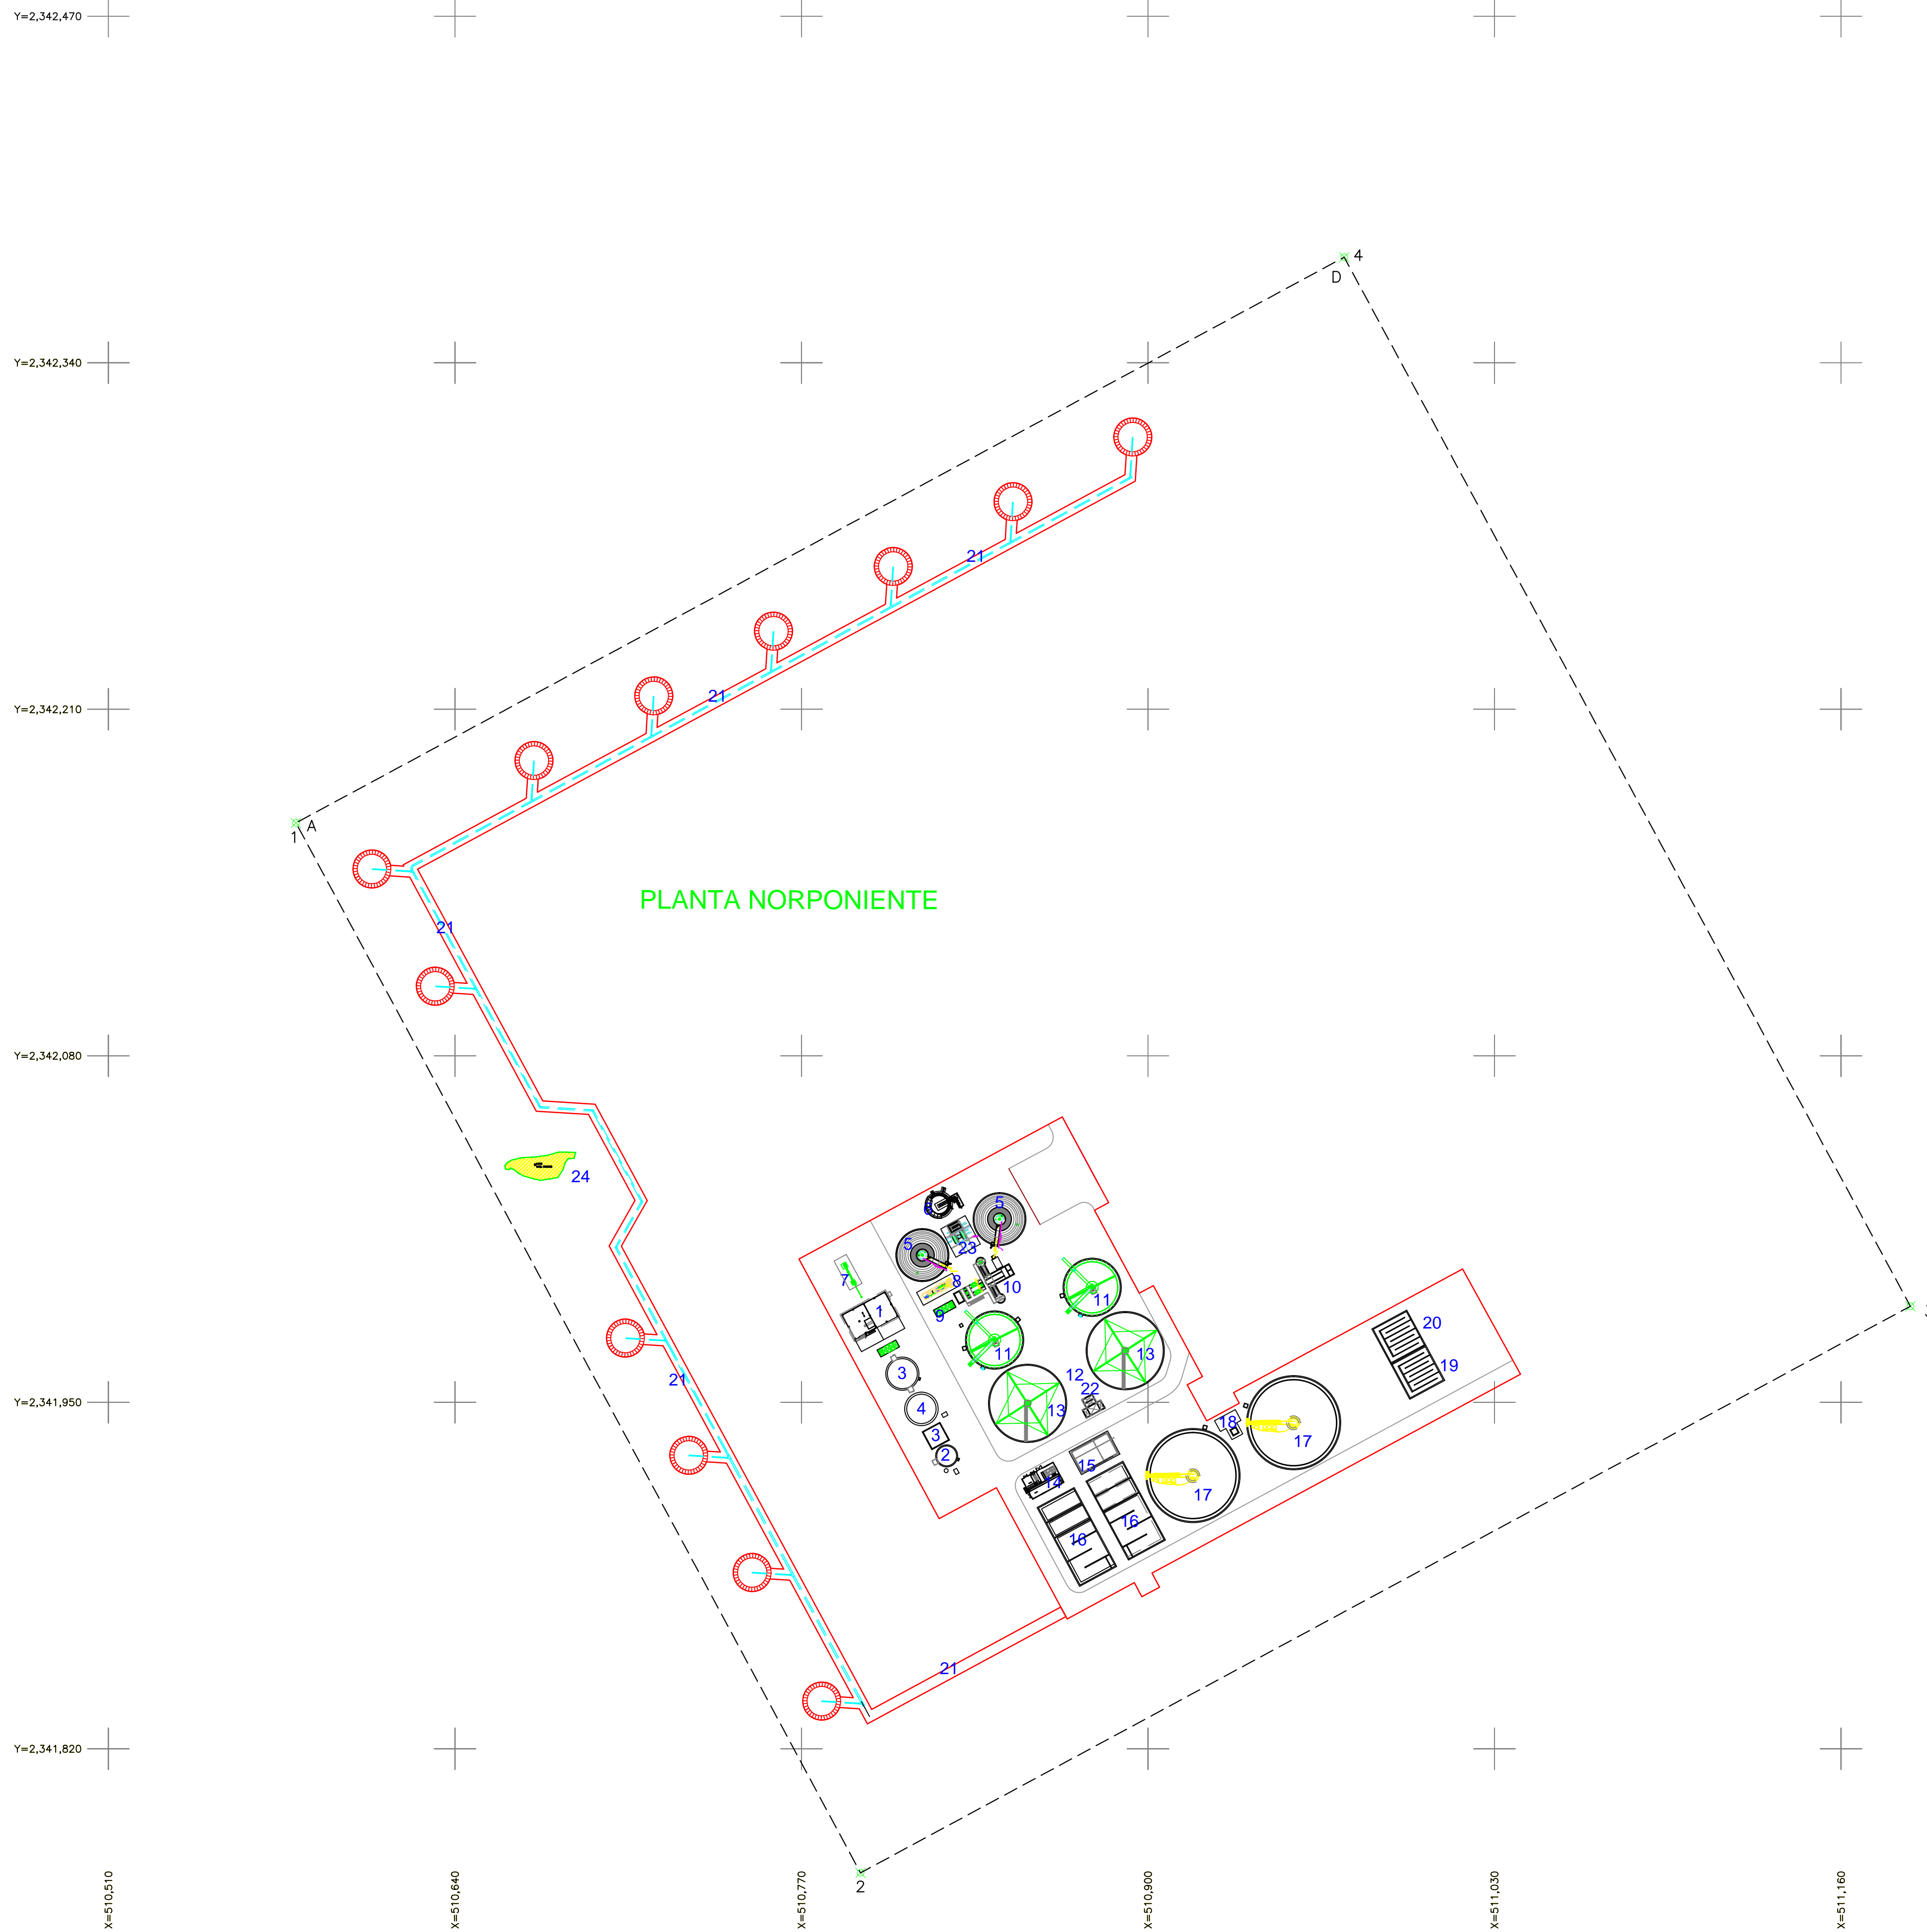 Y=2,342,470
4
D
Y=2,342,340
21
21
Y=2,342,210
A
1
PLANTA NORPONIENTE
21
Y=2,342,080
24
5
5
23
7
8
10
9
1
11
11
3
13
12
22
13
4
3
2
20
19
18
17
17
15
14
16
16
21
Y=2,341,950
21
Y=2,341,820
2
X=510,510
X=510,640
X=510,770
X=510,900
X=511,030
X=511,160